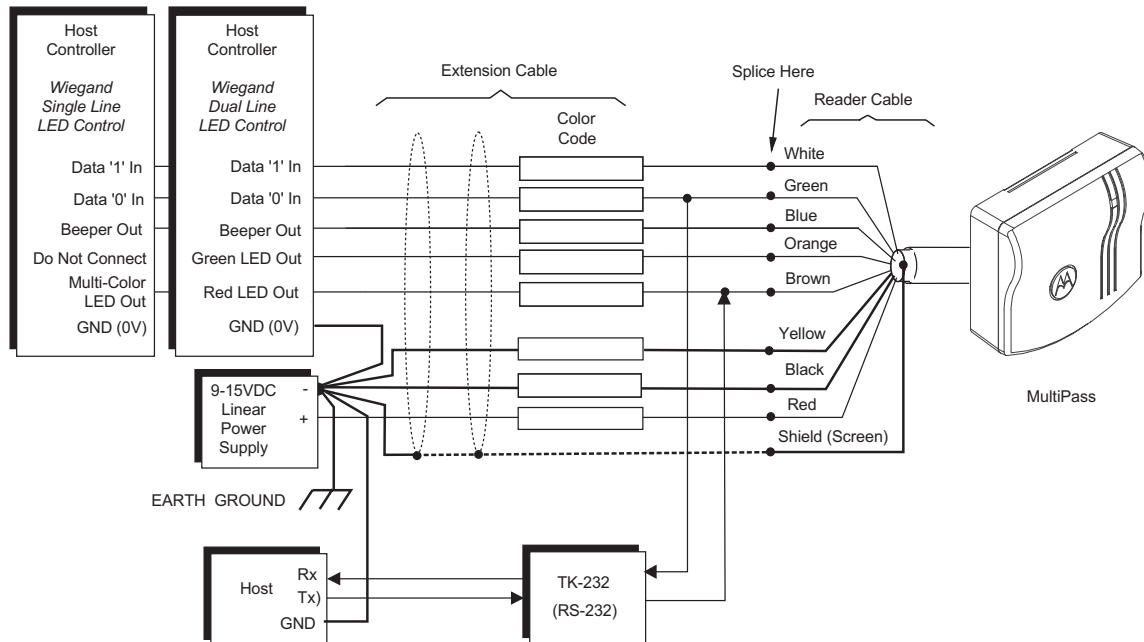 Host
Controller
Wiegand
Single Line
LED Control
Data '1' In
Data '0' In
Beeper Out
Do Not Connect
Multi-Color
LED Out
GND (0V)
Host
Controller
Wiegand
Dual Line
LED Control
Data '1' In
Data '0' In
Beeper Out
Green LED Out
Red LED Out
GND (0V)
Extension Cable
Color
Code
Splice Here
Reader Cable
White
Green
Blue
Orange
Brown
Yellow
Black
Red
Shield (Screen)
MultiPass
9-15VDC
Linear
Power
Supply
-
+
EARTH GROUND
Host
Rx
Tx)
GND
TK-232
(RS-232)